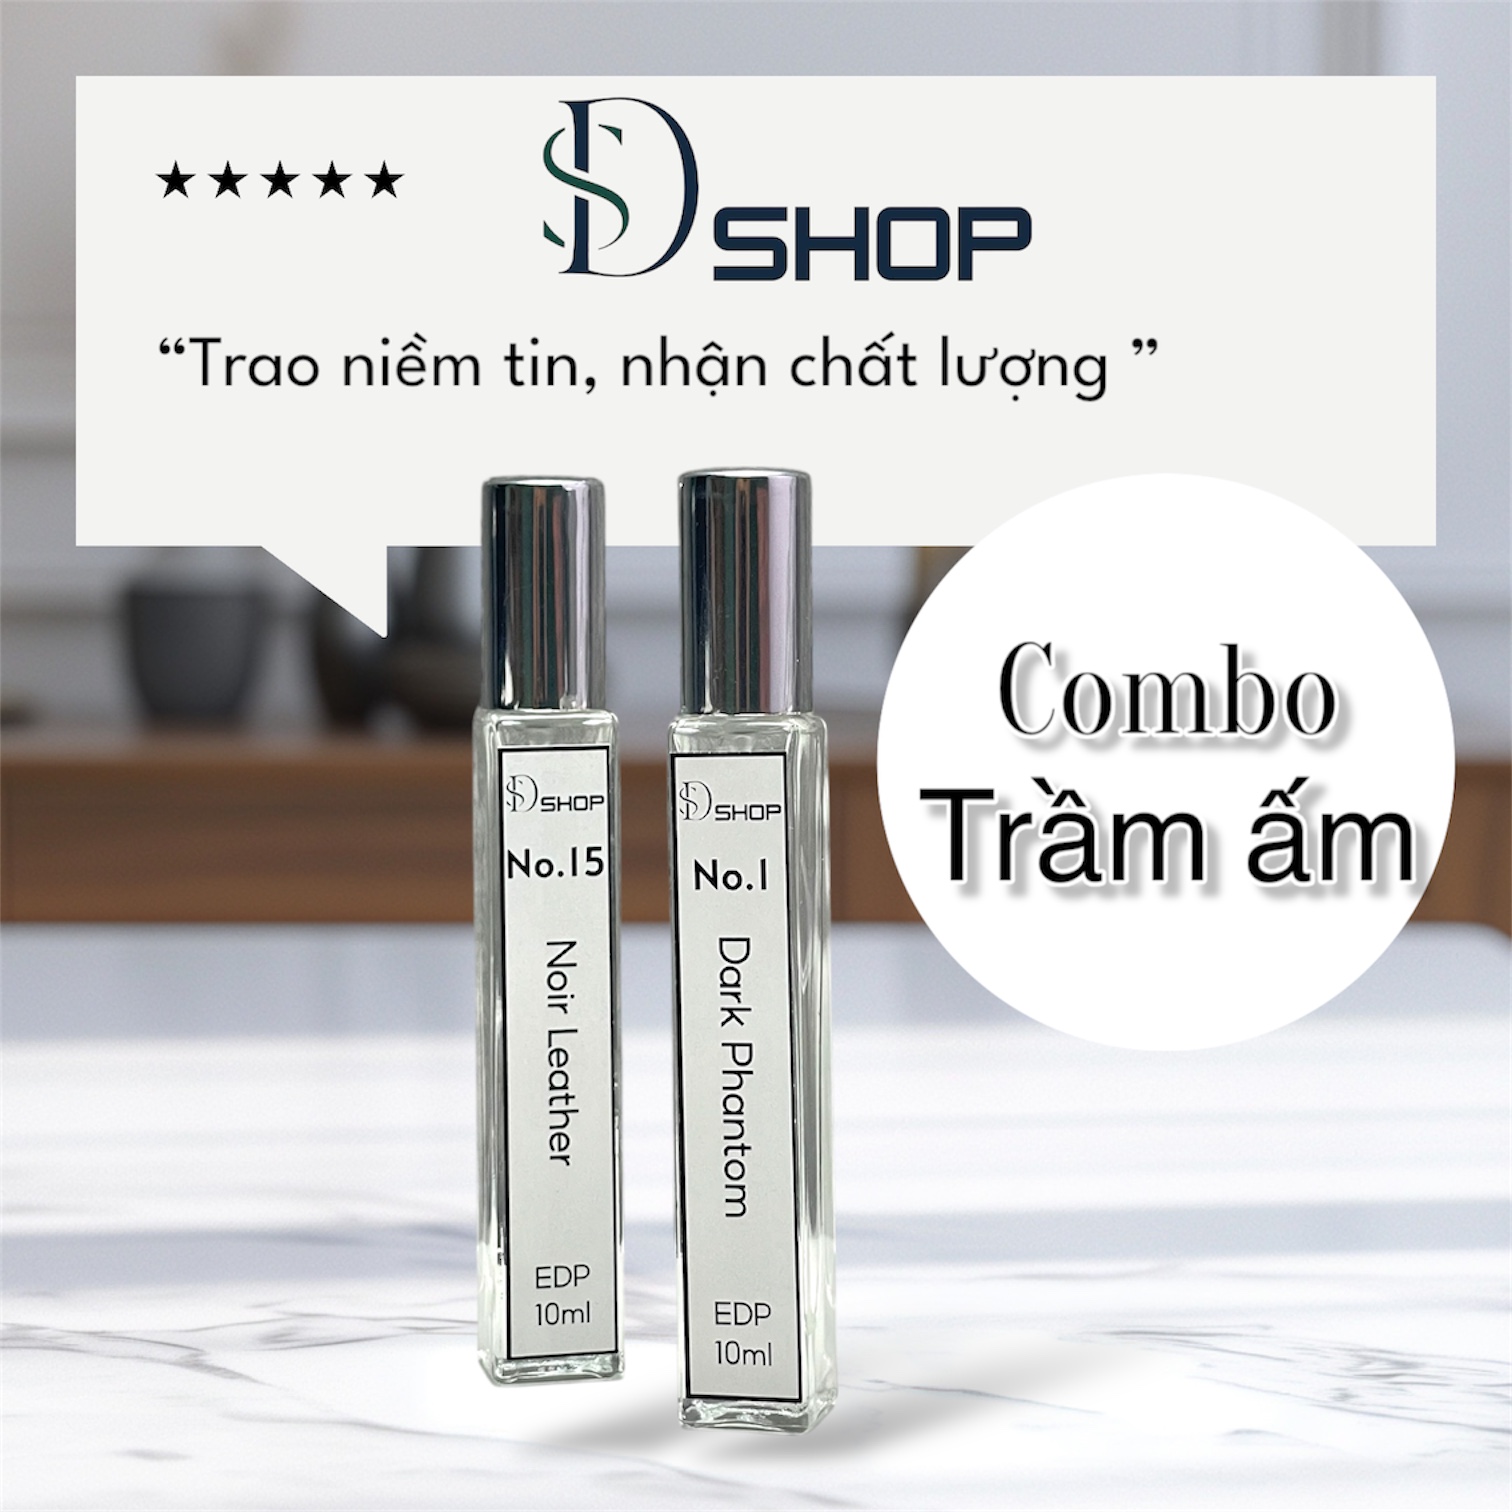 ★★★★★
SD SHOP
“Trao niềm tin, nhận chất lượng ”
Combo
Trầm ấm
SD SHOP
No.15
Noir Leather
EDP
10ml
SD SHOP
No.1
Dark Phantom
EDP
10ml